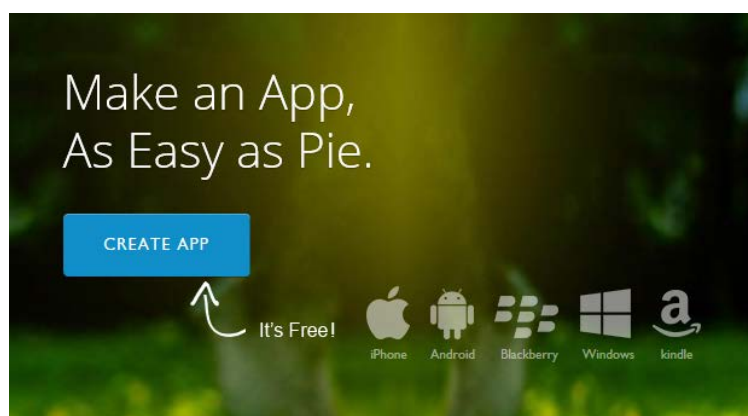 Make an App,
As Easy as Pie.
CREATE APP
It's Free!
iPhone Android Blackberry Windows kindle